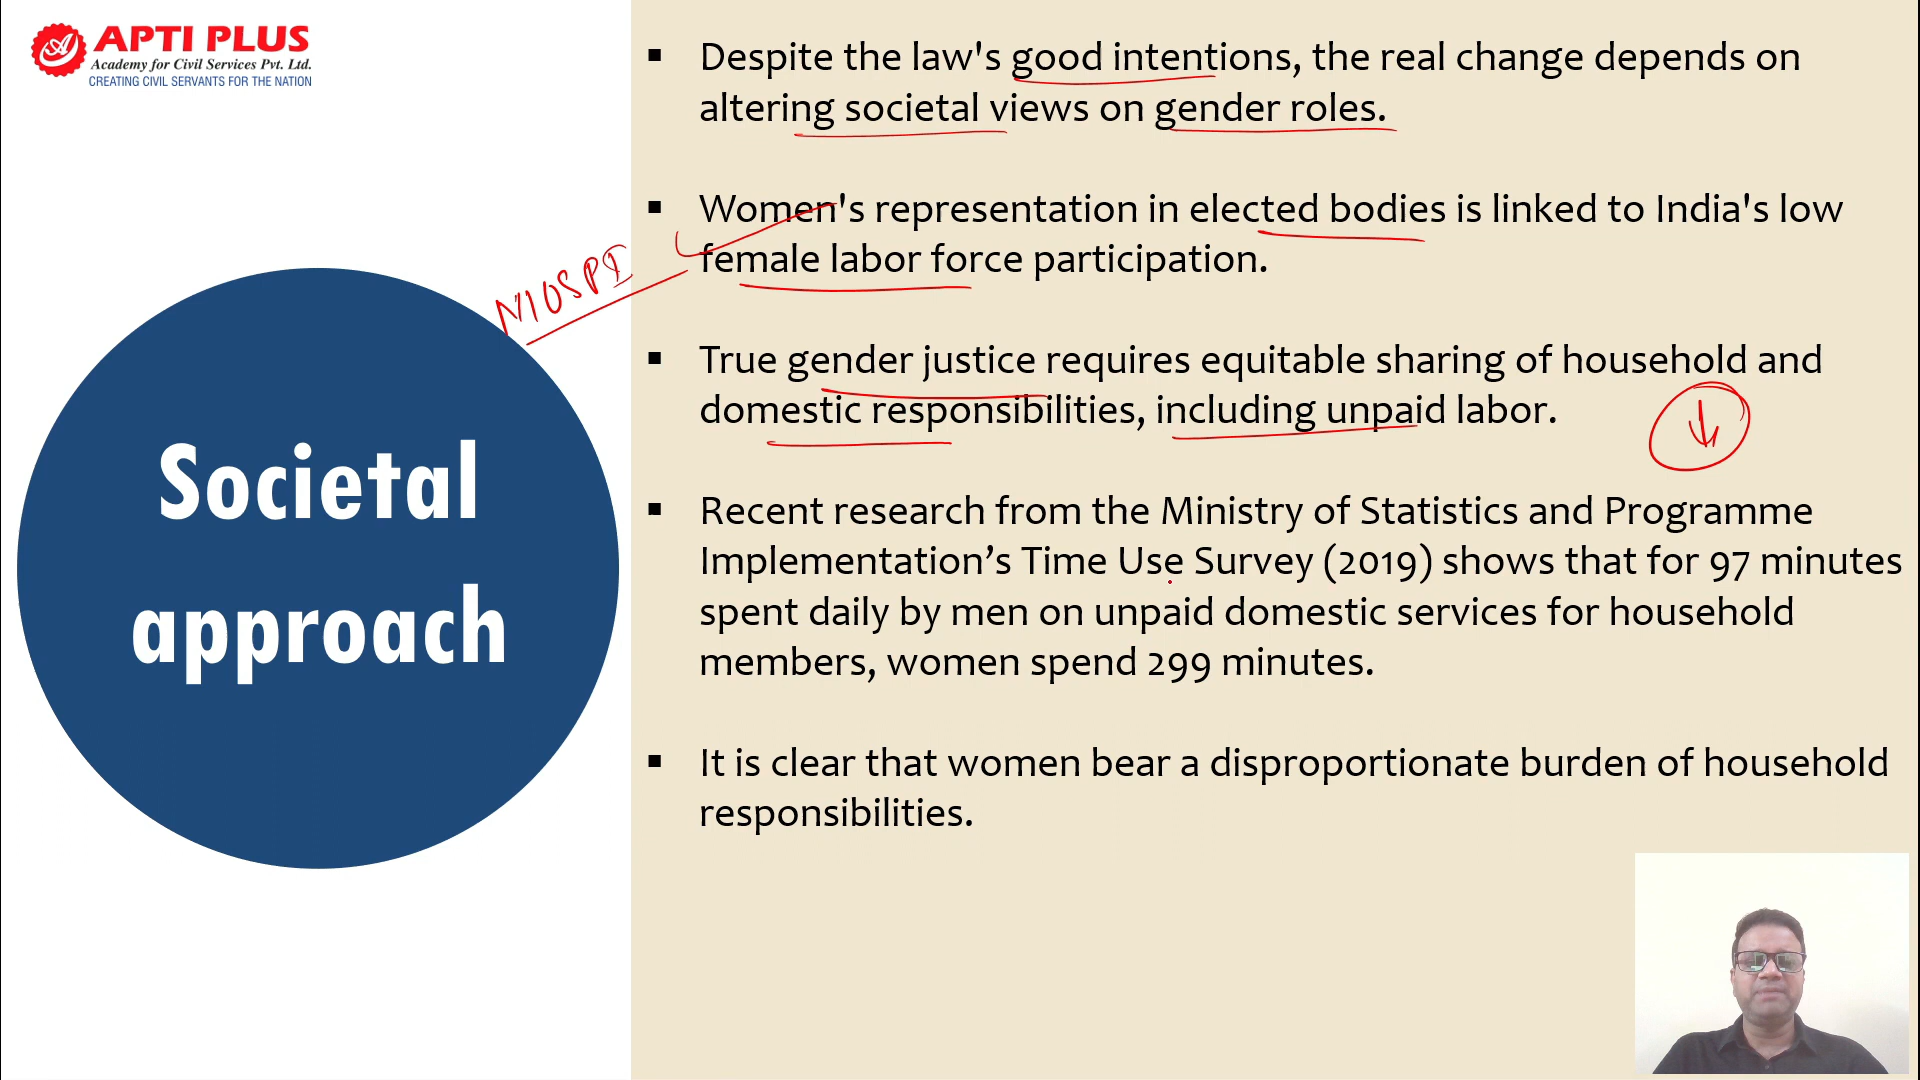 APTI PLUS
Academy for Civil Services Pvt. Ltd.
CREATING CIVIL SERVANTS FOR THE NATION
Societal
approach
▪ Despite the law's good intentions, the real change depends on
altering societal views on gender roles.
▪ Women's representation in elected bodies is linked to India's low
female labor force participation.
▪ True gender justice requires equitable sharing of household and
domestic responsibilities, including unpaid labor.
▪ Recent research from the Ministry of Statistics and Programme
Implementation’s Time Use Survey (2019) shows that for 97 minutes
spent daily by men on unpaid domestic services for household
members, women spend 299 minutes.
▪ It is clear that women bear a disproportionate burden of household
responsibilities.